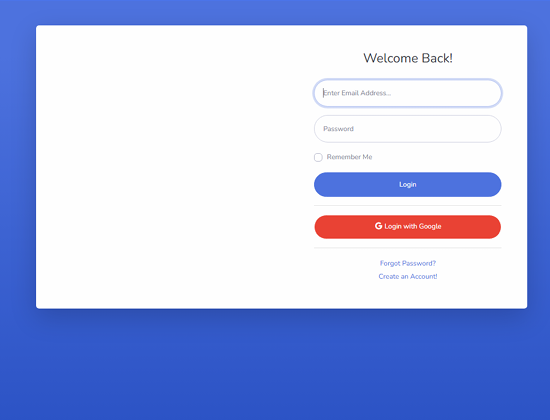 Welcome Back!
Enter Email Address...
Password
Remember Me
Login
Login with Google
Forgot Password?
Create an Account!